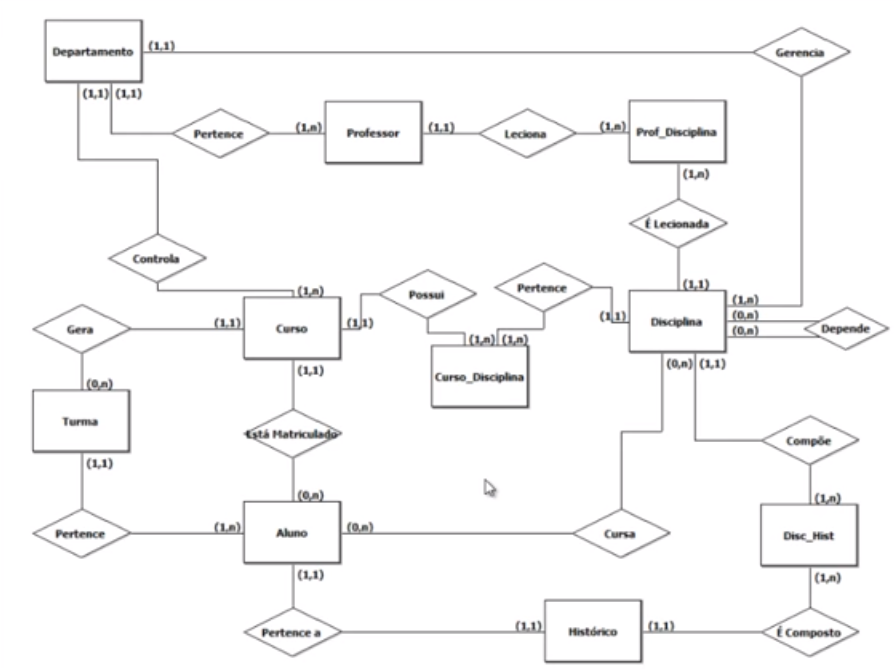 Departamento (1,1) Gerencia
(1,1) (1,1)
Pertence (1,n) Professor (1,1) Leciona (1,n) Prof_Disciplina
(1,n)
É Lecionada
Controla
(1,n) (1,1)
Possui Pertence
(1,n)
Gera (1,1) Curso (1,1) (1,1) Disciplina (0,n) Depende
(0,n)
(1,n) (1,n)
(1,1) (0,n) (1,1)
Curso_Disciplina
(0,n)
Turma
Está Matriculado Compõe
(1,1)
(0,n) (1,n)
Pertence (1,n) Aluno (0,n) Cursa Disc_Hist
(1,1) (1,n)
Pertence a (1,1) Histórico (1,1) É Composto